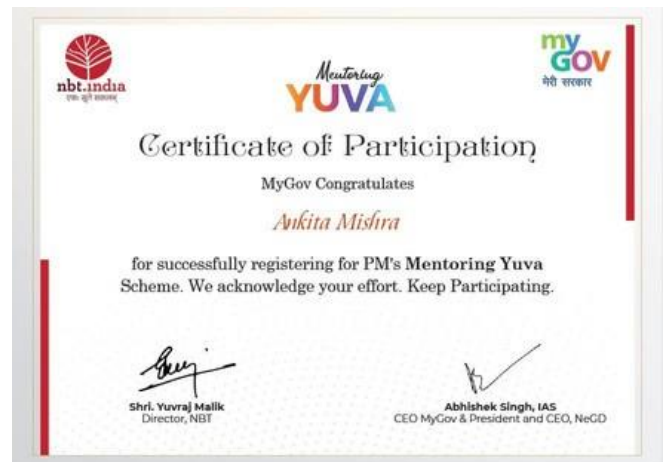 nbt.india
एकः सूते सकलम्
my
GOV
मेरी सरकार
Mentoring
YUVA
Certificate of Participation
MyGov Congratulates
Ankita Mishra
for successfully registering for PM's Mentoring Yuva
Scheme. We acknowledge your effort. Keep Participating.
Shri. Yuvraj Malik
Director, NBT
Abhishek Singh, IAS
CEO MyGov & President and CEO, NeGD